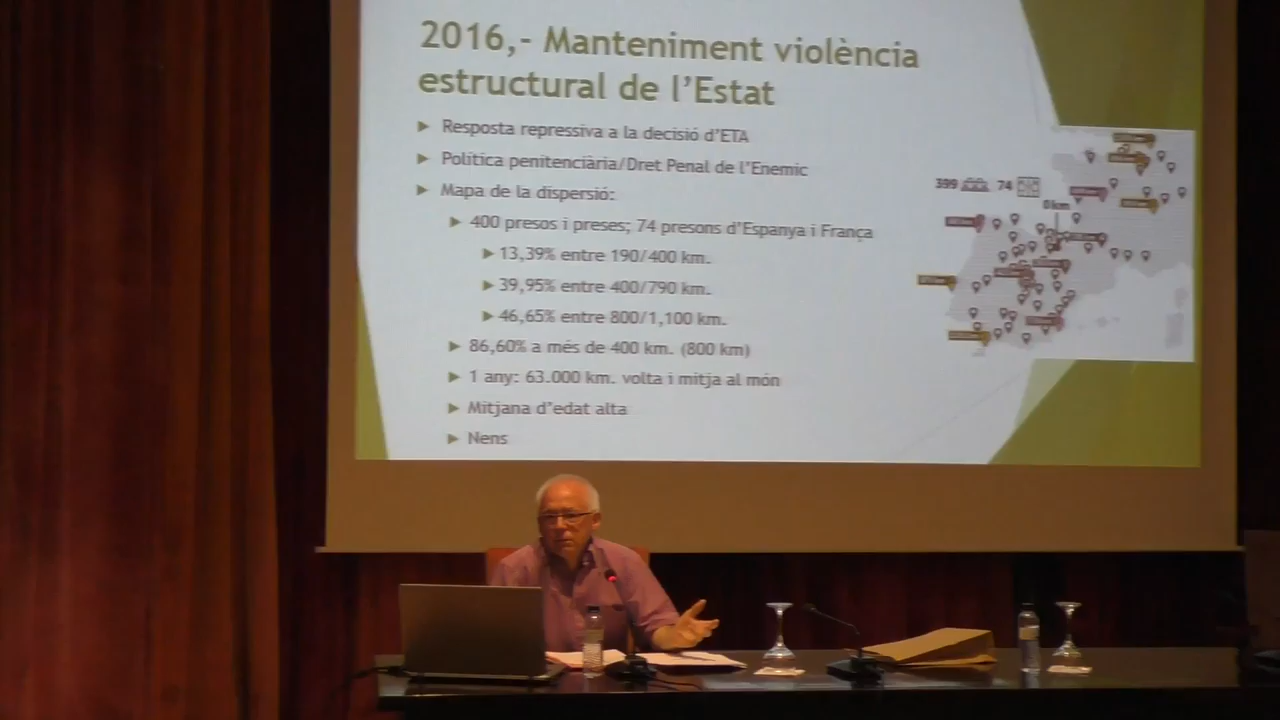 2016,- Manteniment violència
estructural de l'Estat
Resposta repressiva a la decisió d'ETA
Política penitenciària/Dret Penal de l'Enemic
Mapa de la dispersió:
400 presos i preses; 74 presons d'Espanya i França
13,39% entre 190/400 km.
39,95% entre 400/790 km.
46,65% entre 800/1,100 km.
86,60% a més de 400 km. (800 km)
1 any: 63.000 km. volta i mitja al món
Mitjana d'edat alta
Nens
399 74
0 km